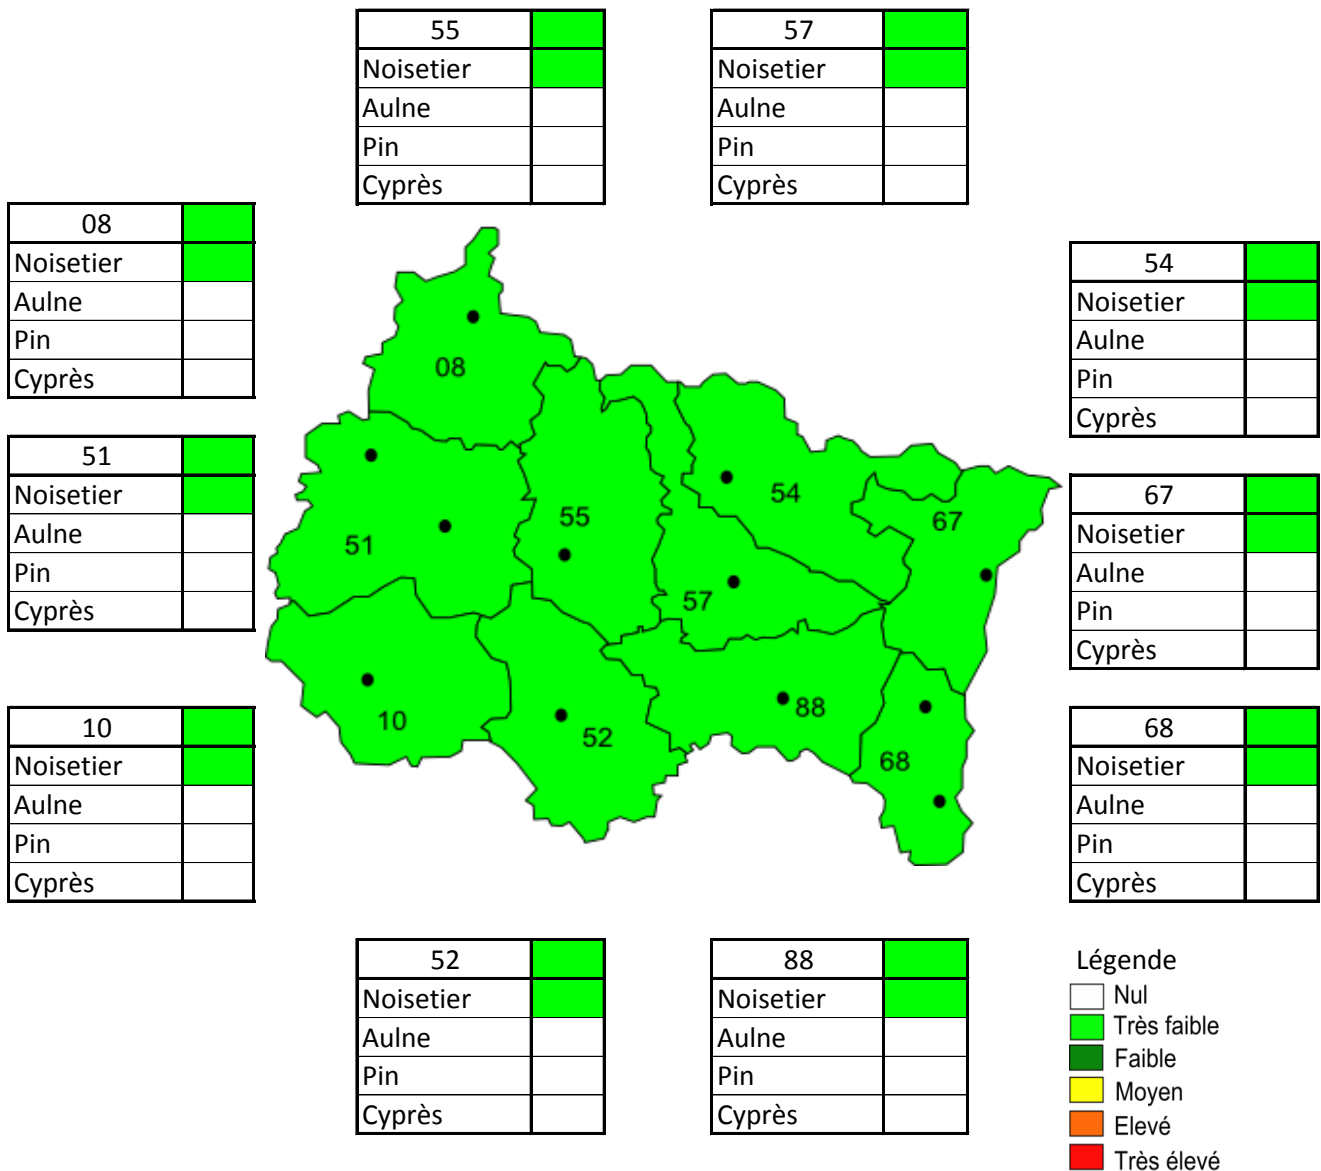 55
Noisetier
Aulne
Pin
Cyprès
57
Noisetier
Aulne
Pin
Cyprès
08
Noisetier
Aulne
Pin
Cyprès
54
Noisetier
Aulne
Pin
Cyprès
51
Noisetier
Aulne
Pin
Cyprès
67
Noisetier
Aulne
Pin
Cyprès
10
Noisetier
Aulne
Pin
Cyprès
68
Noisetier
Aulne
Pin
Cyprès
52
Noisetier
Aulne
Pin
Cyprès
88
Noisetier
Aulne
Pin
Cyprès
08
54
55
67
51
57
10
88
52
68
Légende
Nul
Très faible
Faible
Moyen
Elevé
Très élevé